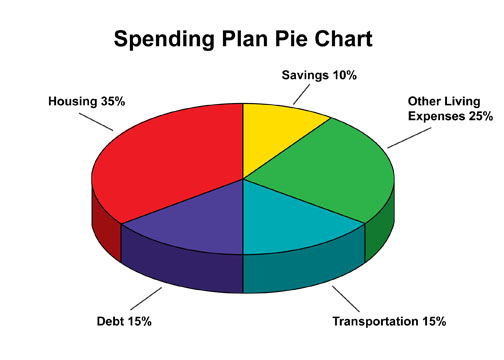 Spending Plan Pie Chart
Savings 10%
Housing 35%
Other Living
Expenses 25%
Debt 15%
Transportation 15%